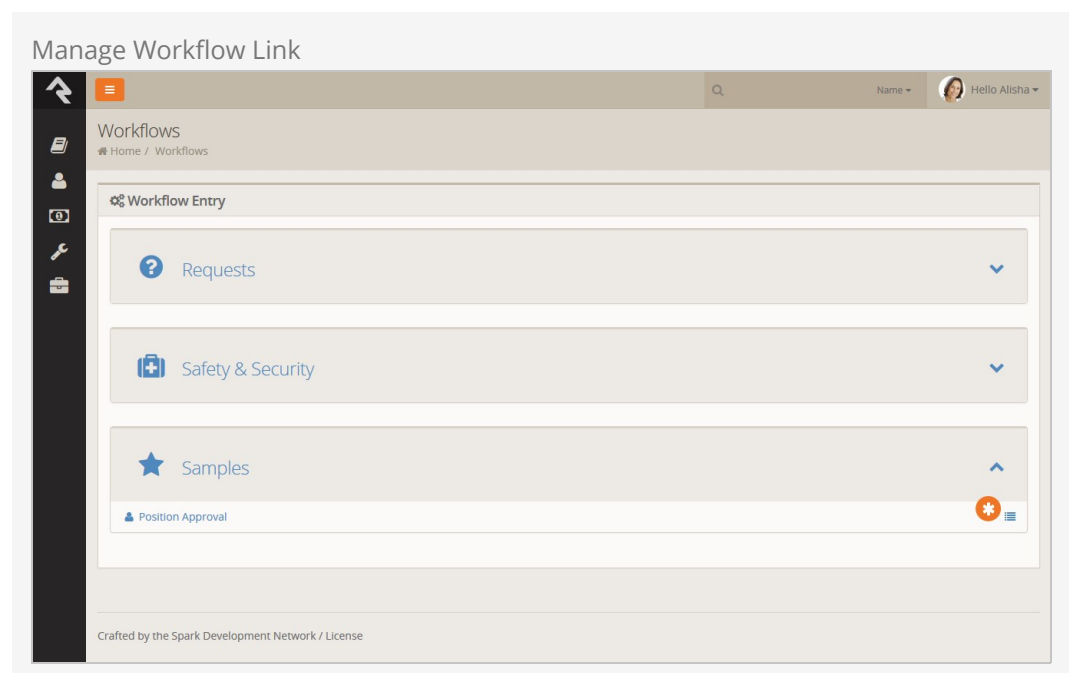 Manage Workflow Link
Name
Hello Alisha
Workflows
Home / Workflows
Workflow Entry
Requests
Safety & Security
Samples
Position Approval
Crafted by the Spark Development Network / License